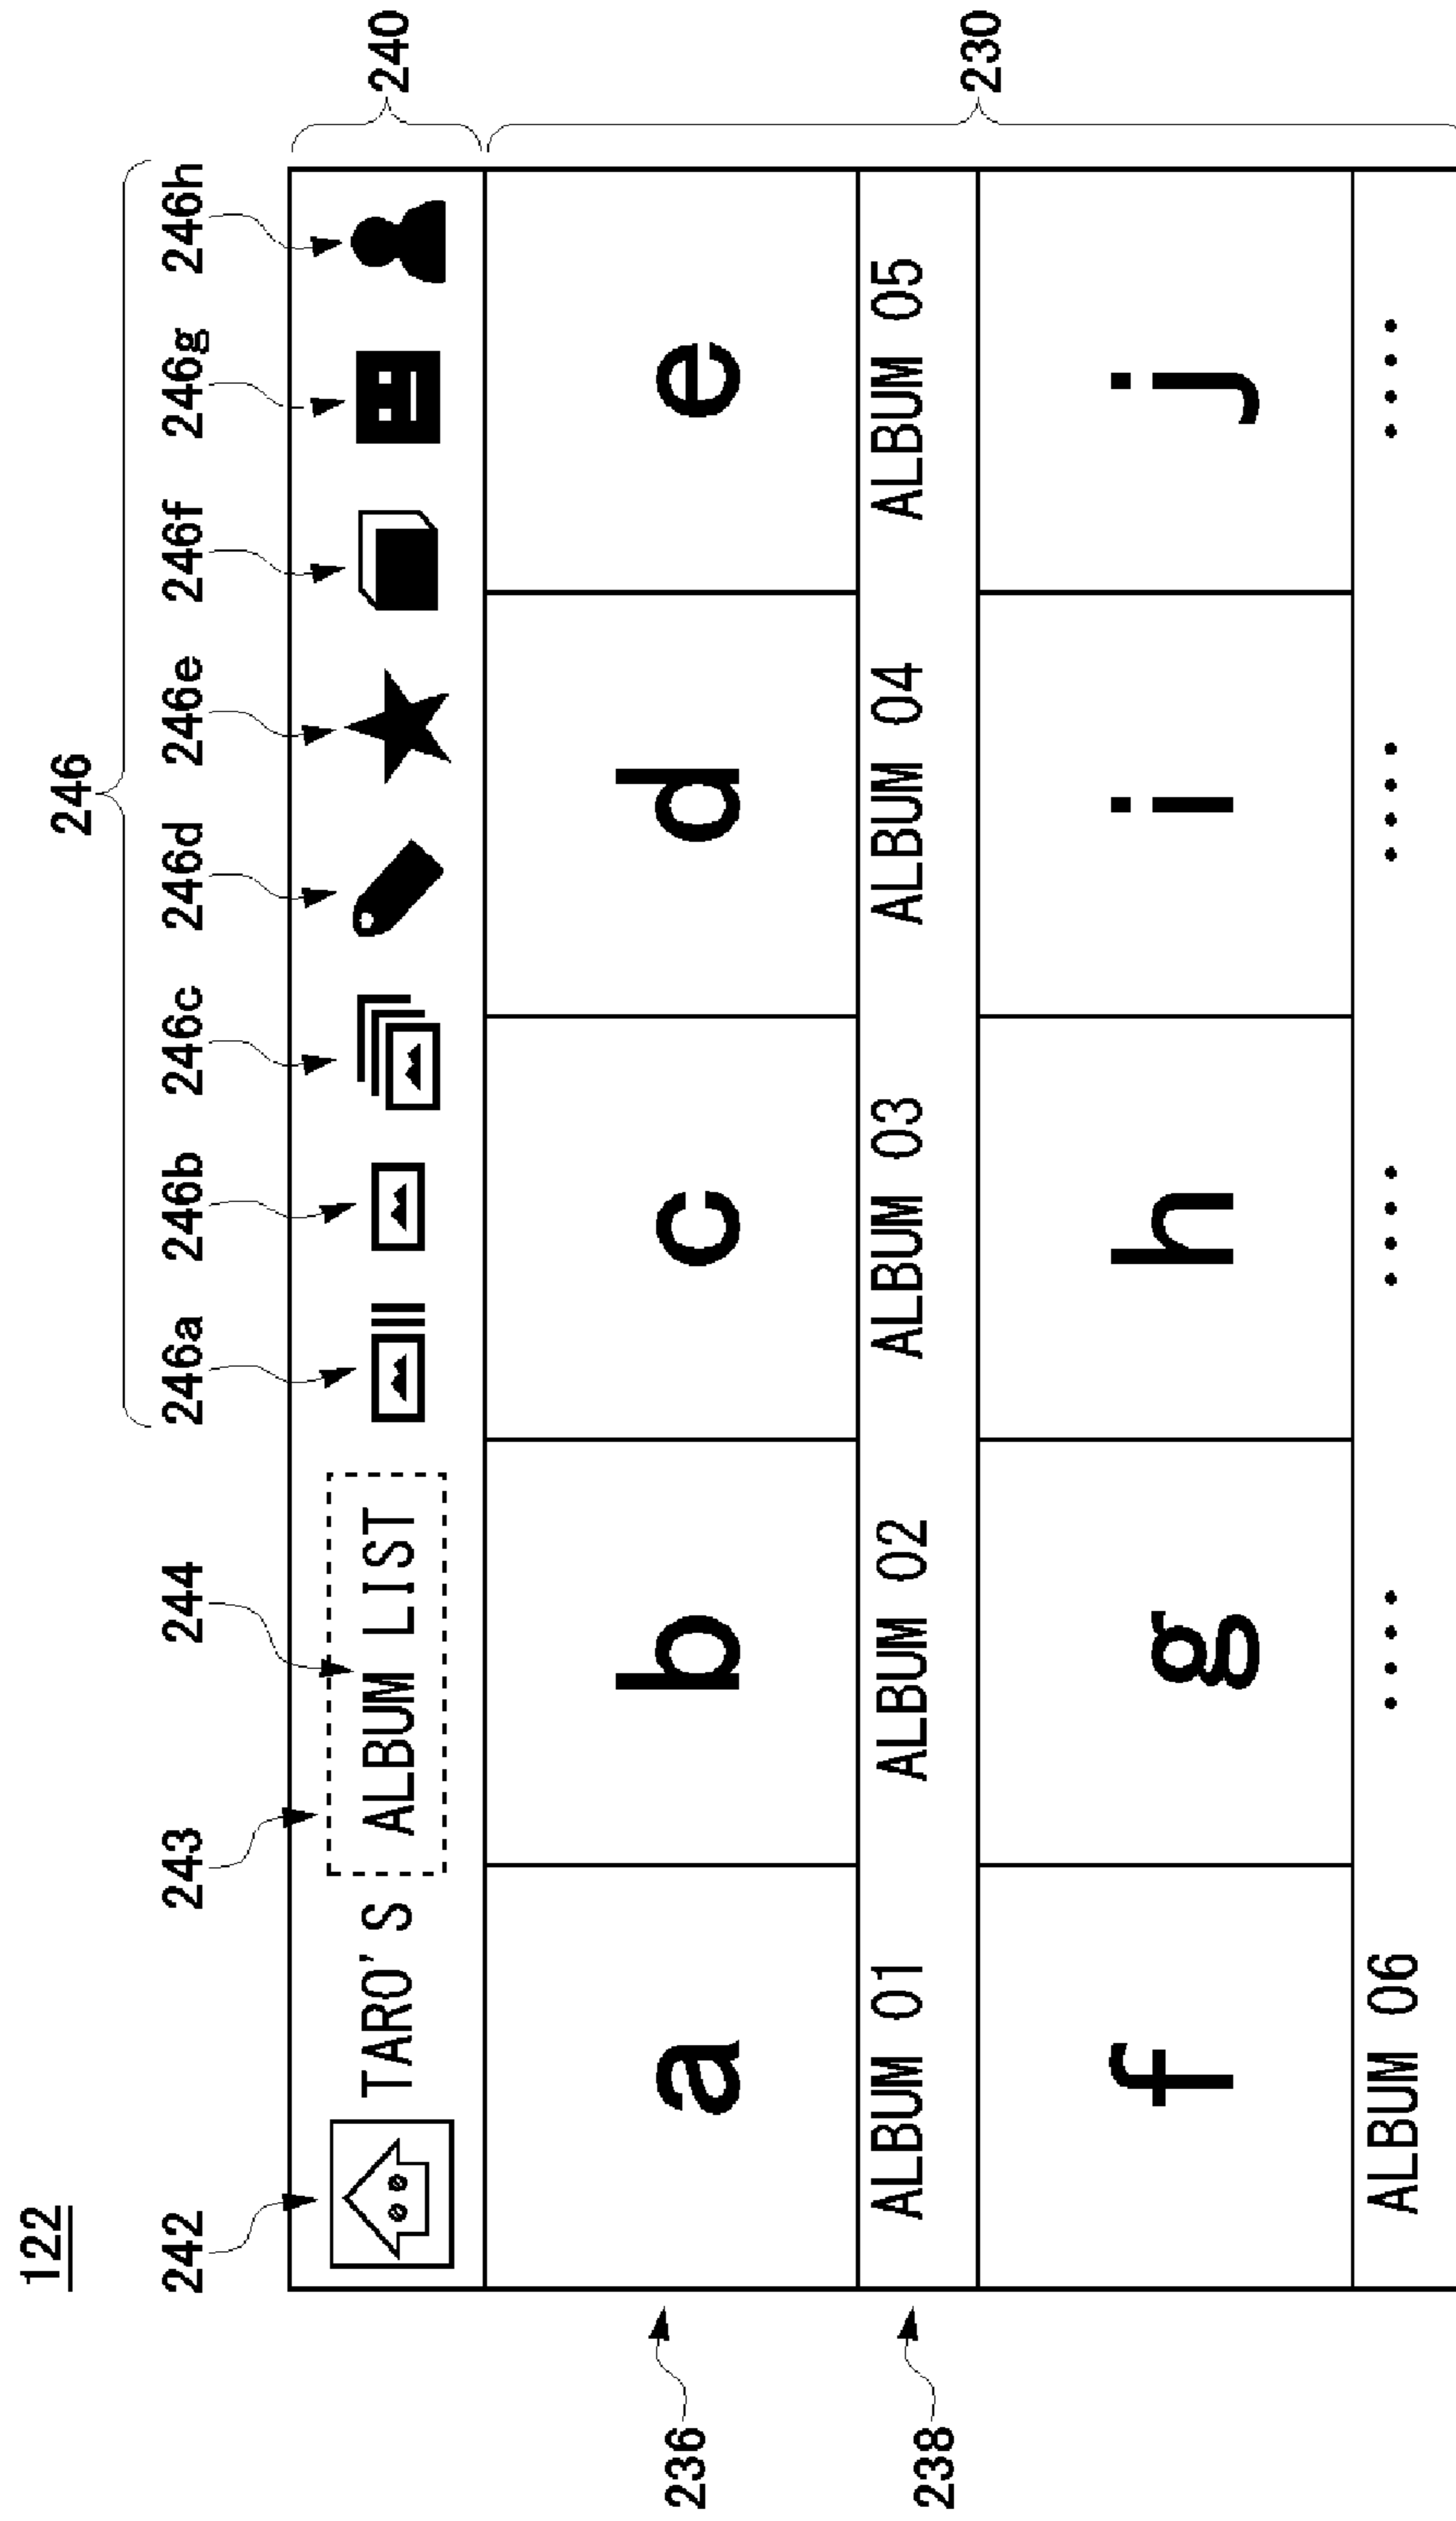 122
246
242
243
244
246a
246b
246c
246d
246e
246f
246g
246h
TARO'S ALBUM LIST
240
236
a b c d e
238
ALBUM 01 ALBUM 02 ALBUM 03 ALBUM 04 ALBUM 05
230
f g h i j
ALBUM 06 .... .... .... ....